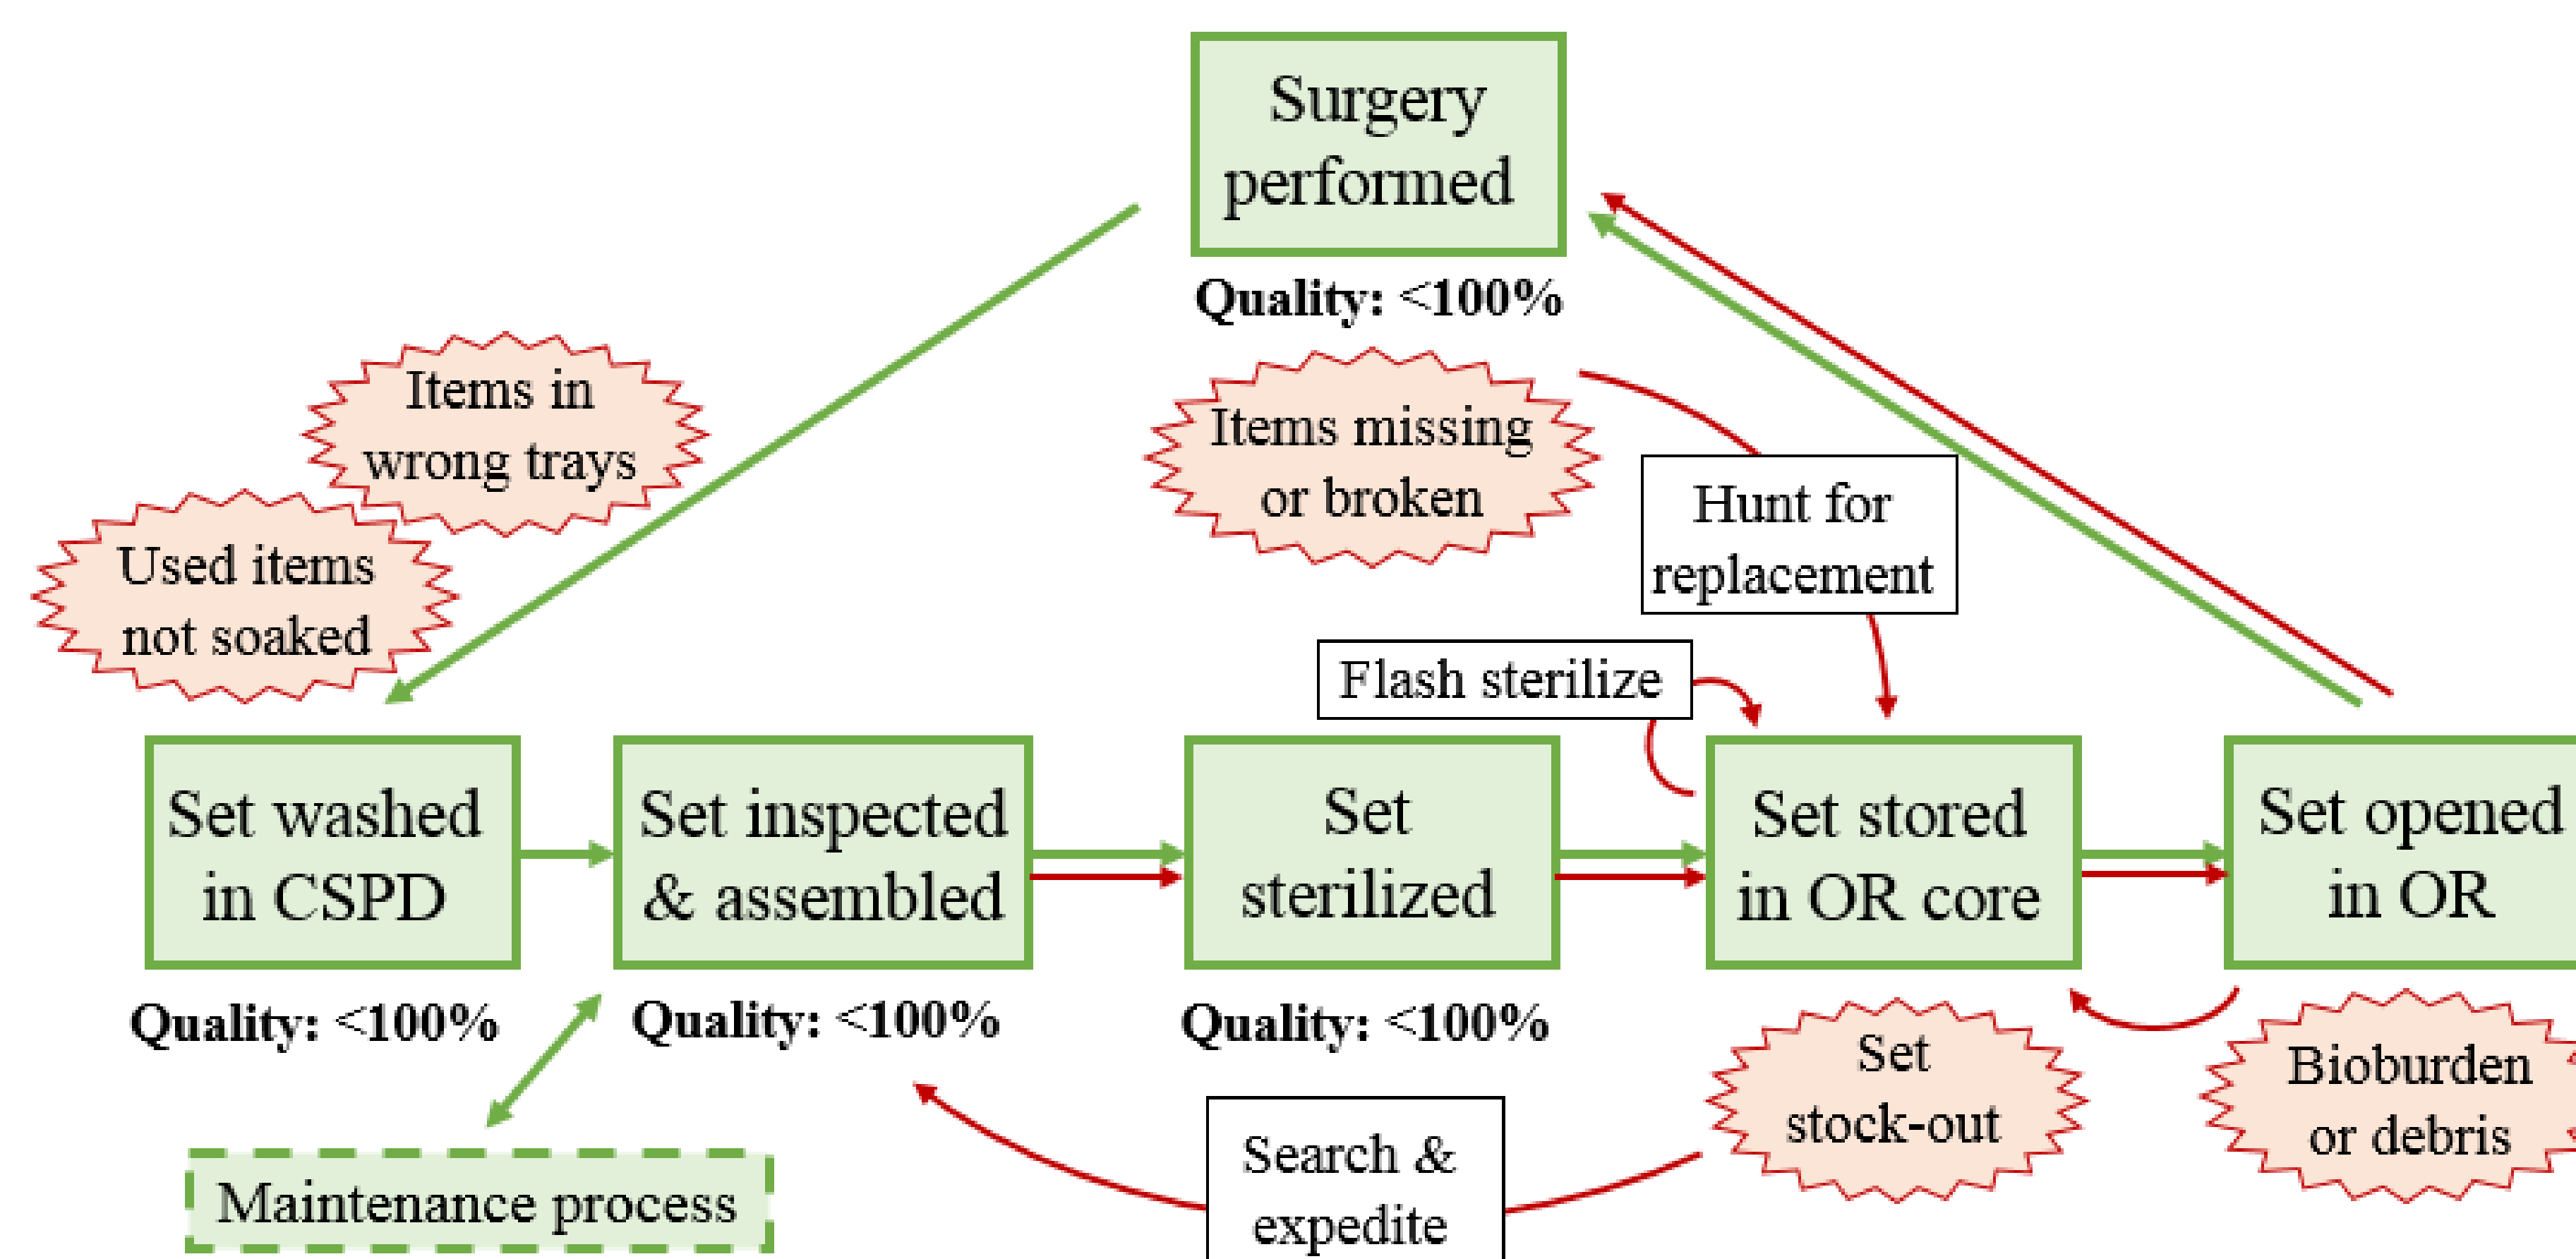 Surgery
performed
Quality: <100%
Items in
wrong trays
Used items
not soaked
Items missing
or broken
Hunt for
replacement
Flash sterilize
Set washed
in CSPD
Set inspected
& assembled
Set
sterilized
Set stored
in OR core
Set opened
in OR
Quality: <100%
Quality: <100%
Quality: <100%
Set
stock-out
Bioburden
or debris
Search &
expedite
Maintenance process